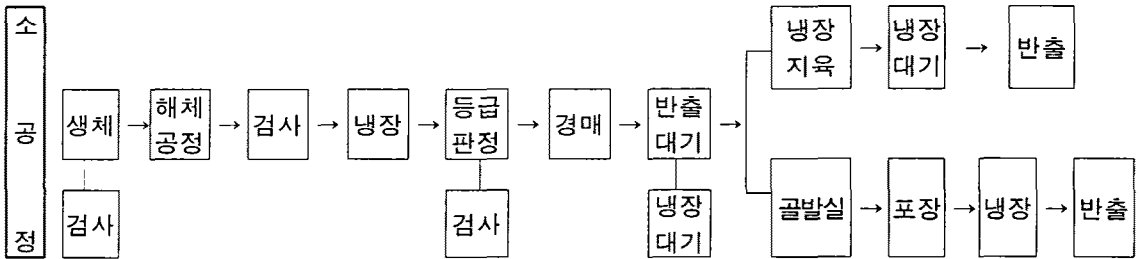 소 공 정
생체 → 해체 공정 → 검사 → 냉장 → 등급 판정 → 경매 → 반출 대기 →
검사
검사
냉장 대기
냉장 지육 → 냉장 대기 → 반출
골발실 → 포장 → 냉장 → 반출